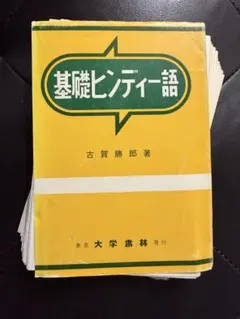 基礎ヒンディー語
古賀勝郎著
東京 大学書林 発行